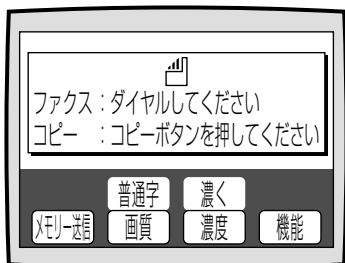 ファクス：ダイヤルしてください
コピー　：コピーボタンを押してください
普通字　濃く
メモリー送信　画質　濃度　機能